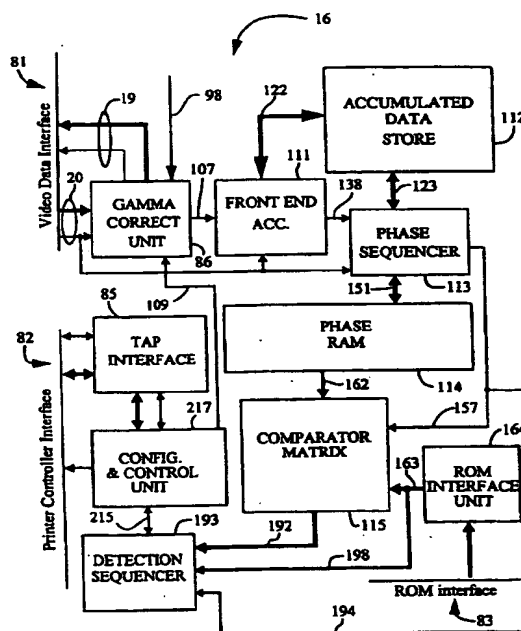 16
81
19
98
122
ACCUMULATED
DATA
STORE
112
Video Data Interface
107
111
138
123
GAMMA
CORRECT
UNIT
FRONT END
ACC.
20
86
PHASE
SEQUENCER
109
151
113
82
85
TAP
INTERFACE
PHASE
RAM
217
162
114
Printer Controller Interface
CONFIG.
& CONTROL
UNIT
COMPARATOR
MATRIX
157
164
163
ROM
INTERFACE
UNIT
215
193
192
115
DETECTION
SEQUENCER
198
ROM interface
194
83